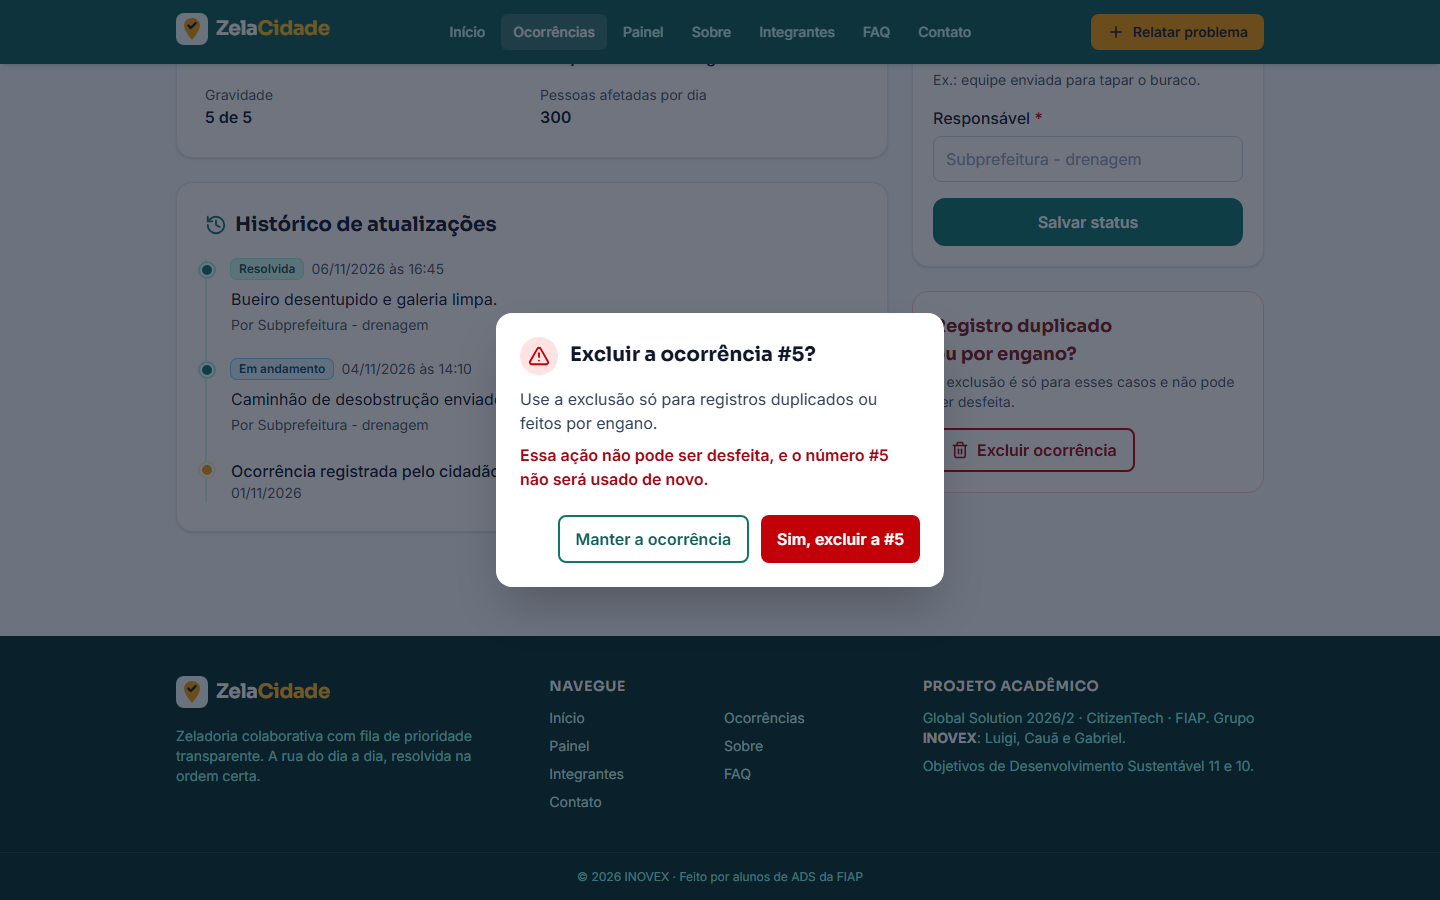 ZelaCidade
Início
Ocorrências
Painel
Sobre
Integrantes
FAQ
Contato
Relatar problema
Gravidade
5 de 5
Pessoas afetadas por dia
300
Histórico de atualizações
Resolvida 06/11/2026 às 16:45
Bueiro desentupido e galeria limpa.
Por Subprefeitura - drenagem
Em andamento 04/11/2026 às 14:10
Caminhão de desobstrução
Por Subprefeitura - drenagem
Ocorrência registrada pelo cidadão
01/11/2026
Ex.: equipe enviada para tapar o buraco.
Responsável *
Subprefeitura - drenagem
Salvar status
duplicado
por engano?
exclusão é só para esses casos e não pode
desfeita.
Excluir ocorrência
Excluir a ocorrência #5?
Use a exclusão só para registros duplicados ou
feitos por engano.
Essa ação não pode ser desfeita, e o número #5
não será usado de novo.
Manter a ocorrência
Sim, excluir a #5
ZelaCidade
Zeladoria colaborativa com fila de prioridade
transparente. A rua do dia a dia, resolvida na
ordem certa.
NAVEGUE
Início
Ocorrências
Painel
Sobre
Integrantes
FAQ
Contato
PROJETO ACADÊMICO
Global Solution 2026/2 · CitizenTech · FIAP. Grupo
INOVEX: Luigi, Cauã e Gabriel.
Objetivos de Desenvolvimento Sustentável 11 e 10.
© 2026 INOVEX · Feito por alunos de ADS da FIAP